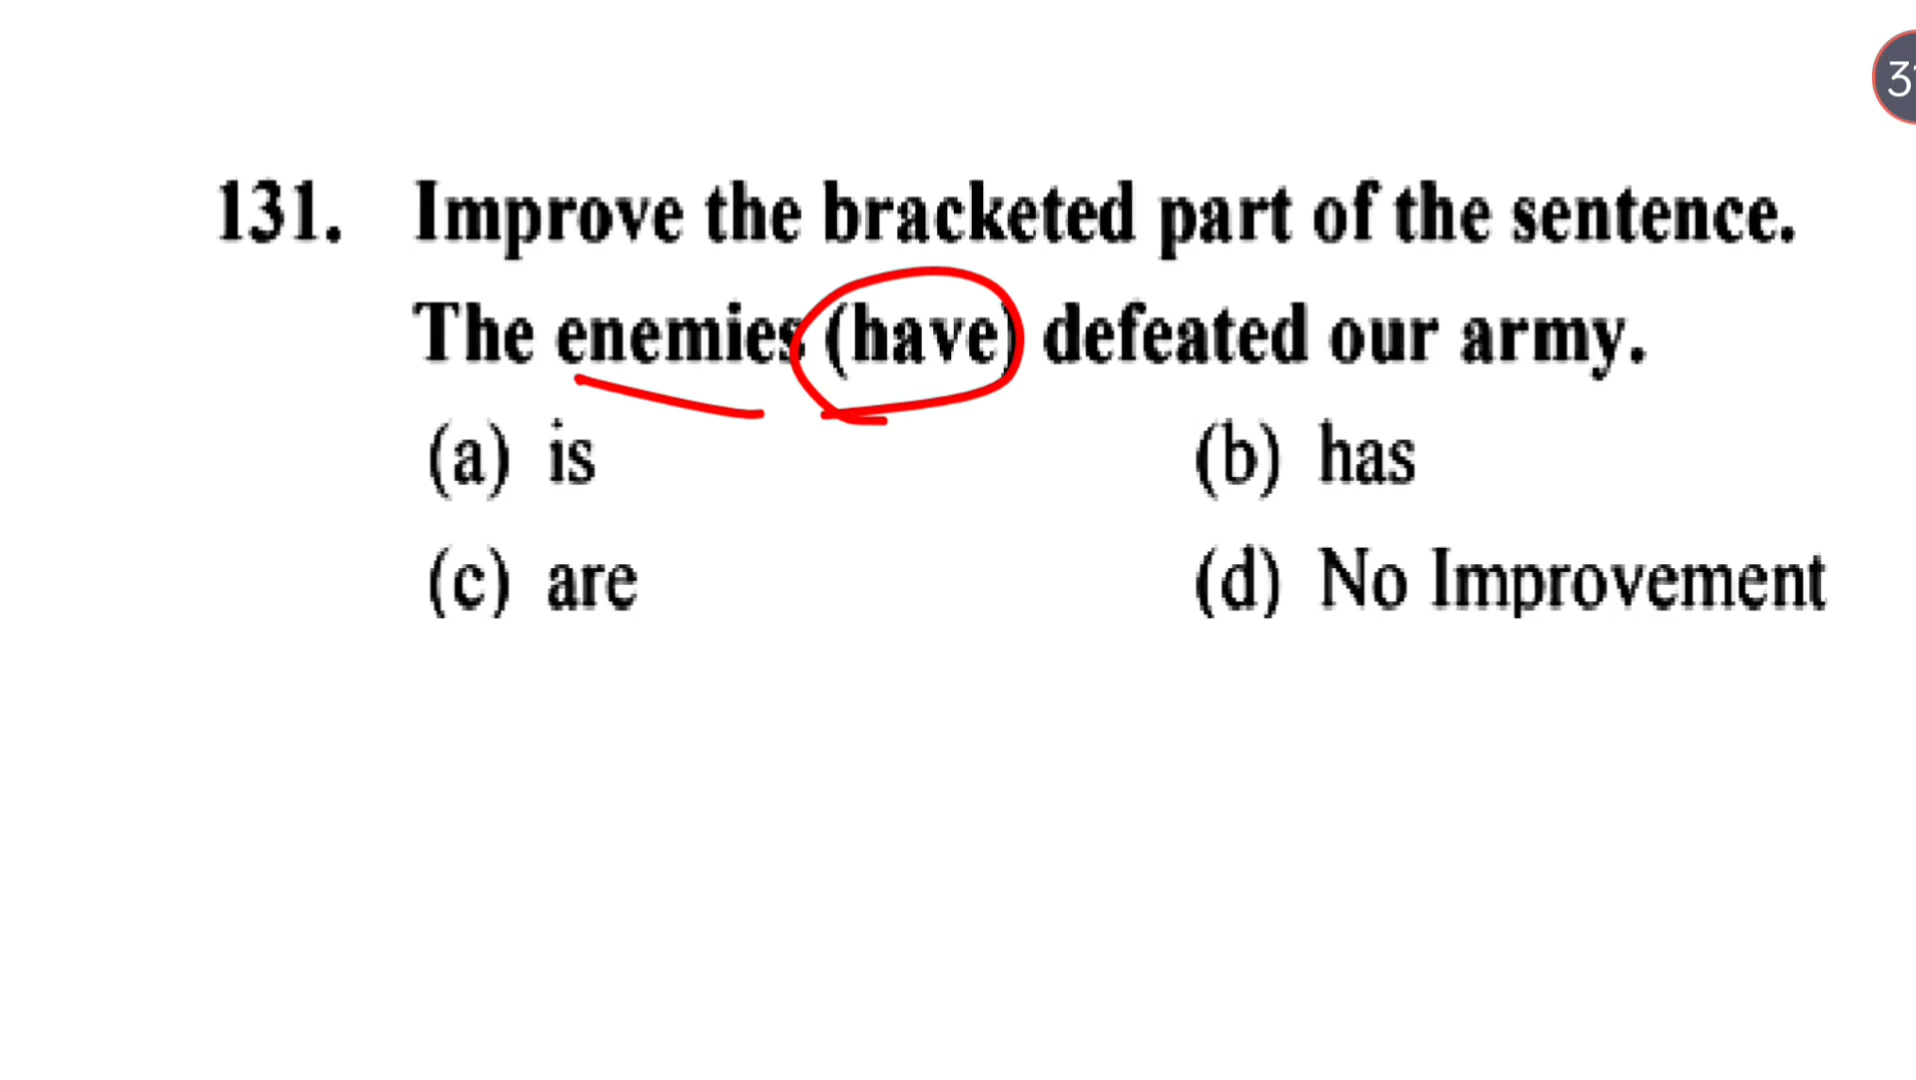 131. Improve the bracketed part of the sentence.
The enemies (have) defeated our army.
(a) is (b) has
(c) are (d) No Improvement